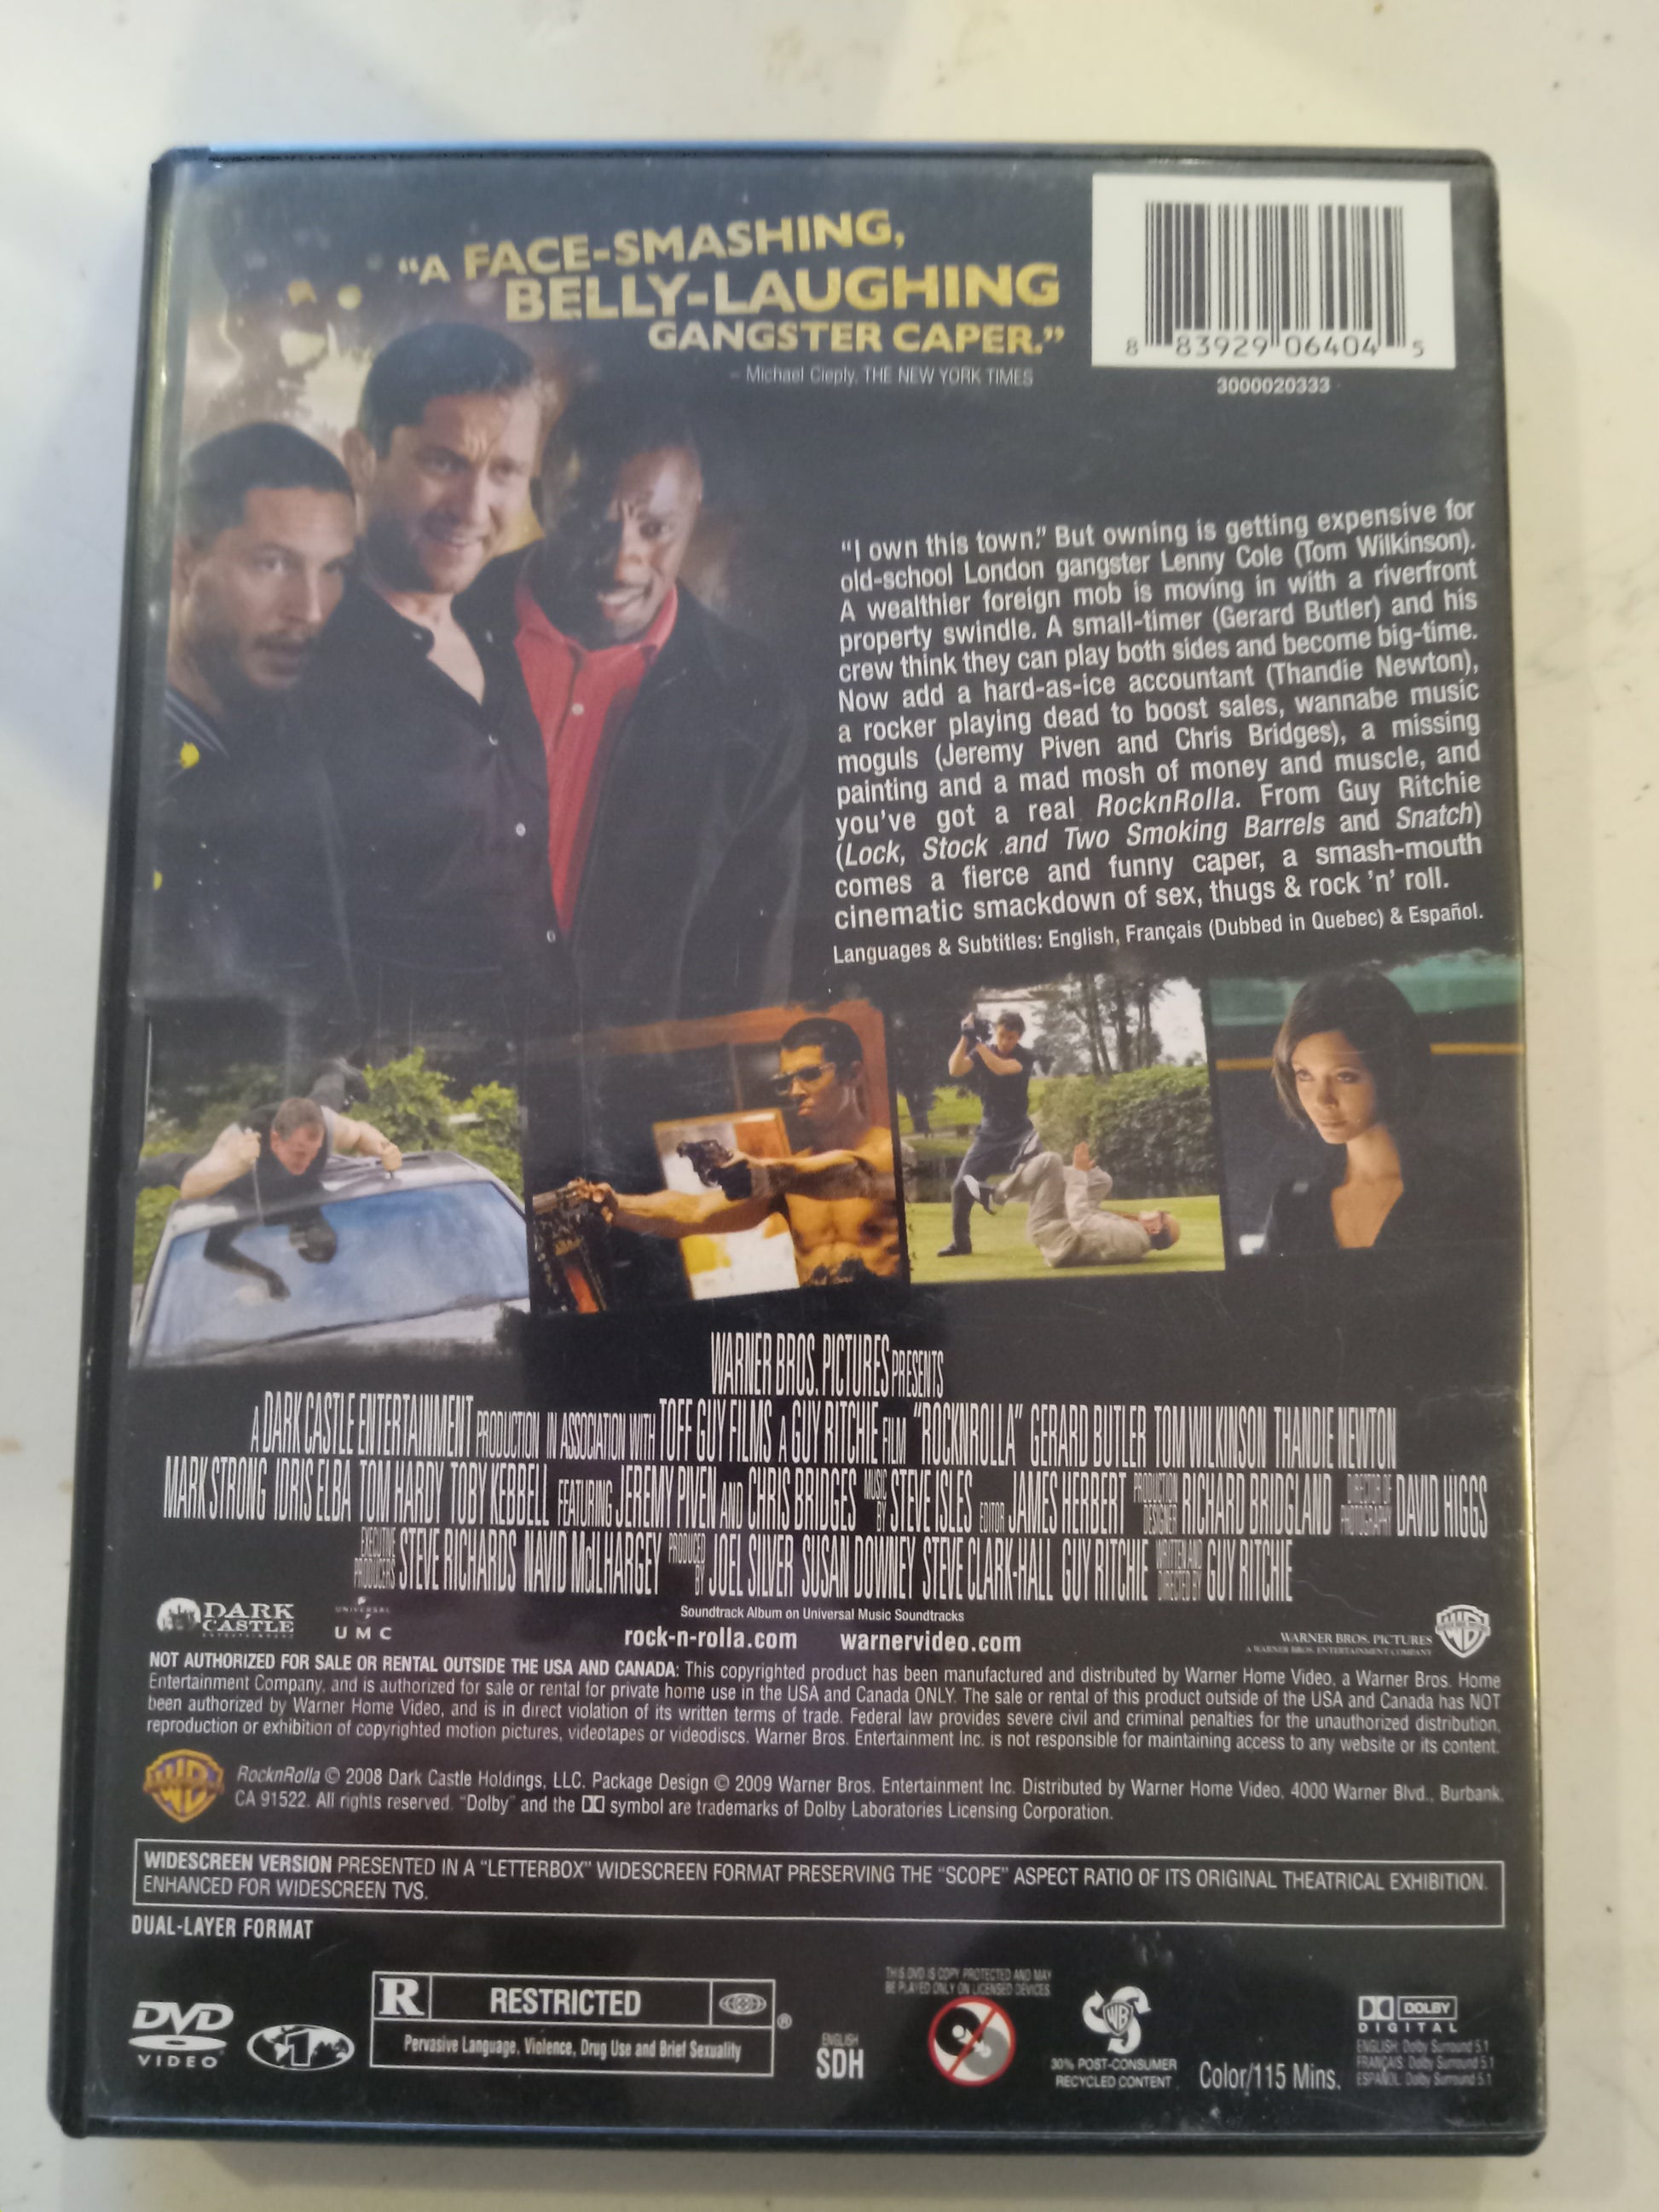 “A FACE-SMASHING,
BELLY-LAUGHING
GANGSTER CAPER.”
– Michael Cieply, THE NEW YORK TIMES
8 83929 06404 5
3000020333
“I own this town.” But owning is getting expensive for
old-school London gangster Lenny Cole (Tom Wilkinson).
A wealthier foreign mob is moving in with a riverfront
property swindle. A small-timer (Gerard Butler) and his
crew think they can play both sides and become big-time.
Now add a hard-as-ice accountant (Thandie Newton),
a rocker playing dead to boost sales, wannabe music
moguls (Jeremy Piven and Chris Bridges), a missing
painting and a mad mosh of money and muscle, and
you’ve got a real RocknRolla. From Guy Ritchie
(Lock, Stock and Two Smoking Barrels and Snatch)
comes a fierce and funny caper, a smash-mouth
cinematic smackdown of sex, thugs & rock ’n’ roll.
Languages & Subtitles: English, Français (Dubbed in Quebec) & Español.
WARNER BROS. PICTURES PRESENTS
A DARK CASTLE ENTERTAINMENT PRODUCTION IN ASSOCIATION WITH TOFF GUY FILMS A GUY RITCHIE FILM “ROCKNROLLA” GERARD BUTLER TOM WILKINSON THANDIE NEWTON
MARK STRONG IDRIS ELBA TOM HARDY TOBY KEBBELL FEATURING JEREMY PIVEN AND CHRIS BRIDGES MUSIC BY STEVE ISLES EDITOR JAMES HERBERT PRODUCTION DESIGNER RICHARD BRIDGLAND DIRECTOR OF PHOTOGRAPHY DAVID HIGGS
EXECUTIVE PRODUCERS STEVE RICHARDS NAVID McILHARGEY PRODUCED BY JOEL SILVER SUSAN DOWNEY STEVE CLARK-HALL GUY RITCHIE WRITTEN AND DIRECTED BY GUY RITCHIE
DARK CASTLE ENTERTAINMENT
UNIVERSAL
UMC
Soundtrack Album on Universal Music Soundtracks
rock-n-rolla.com warnervideo.com
WARNER BROS. PICTURES
A WARNER BROS. ENTERTAINMENT COMPANY
NOT AUTHORIZED FOR SALE OR RENTAL OUTSIDE THE USA AND CANADA: This copyrighted product has been manufactured and distributed by Warner Home Video, a Warner Bros. Home
Entertainment Company, and is authorized for sale or rental for private home use in the USA and Canada ONLY. The sale or rental of this product outside of the USA and Canada has NOT
been authorized by Warner Home Video, and is in direct violation of its written terms of trade. Federal law provides severe civil and criminal penalties for the unauthorized distribution,
reproduction or exhibition of copyrighted motion pictures, videotapes or videodiscs. Warner Bros. Entertainment Inc. is not responsible for maintaining access to any website or its content.
RocknRolla © 2008 Dark Castle Holdings, LLC. Package Design © 2009 Warner Bros. Entertainment Inc. Distributed by Warner Home Video, 4000 Warner Blvd., Burbank,
CA 91522. All rights reserved. “Dolby” and the DD symbol are trademarks of Dolby Laboratories Licensing Corporation.
WIDESCREEN VERSION PRESENTED IN A “LETTERBOX” WIDESCREEN FORMAT PRESERVING THE “SCOPE” ASPECT RATIO OF ITS ORIGINAL THEATRICAL EXHIBITION.
ENHANCED FOR WIDESCREEN TVS.
DUAL-LAYER FORMAT
DVD
VIDEO
1
R RESTRICTED ®
Pervasive Language, Violence, Drug Use and Brief Sexuality
ENGLISH
SDH
THIS DVD IS COPY PROTECTED AND MAY
BE PLAYED ONLY ON LICENSED DEVICES
WB
30% POST-CONSUMER
RECYCLED CONTENT
Color/115 Mins.
DOLBY
DIGITAL
ENGLISH: Dolby Surround 5.1
FRANÇAIS: Dolby Surround 5.1
ESPAÑOL: Dolby Surround 5.1